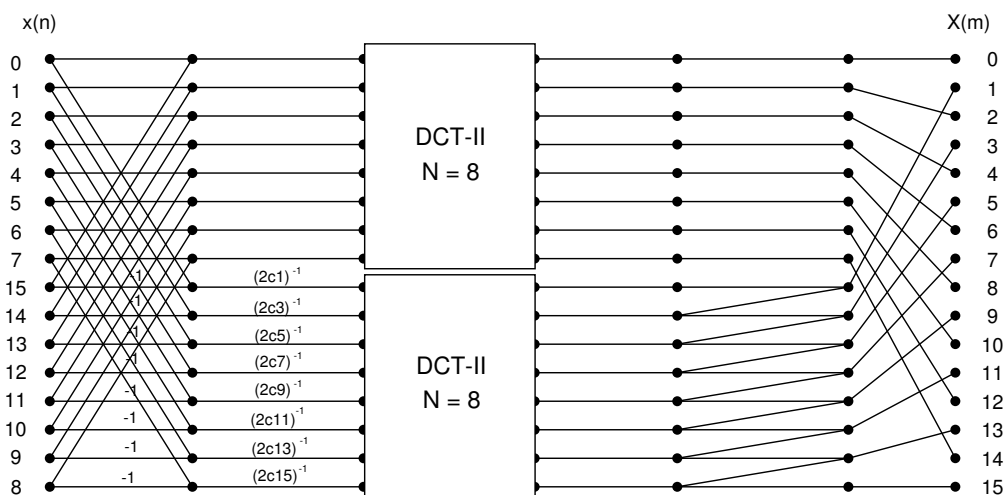 x(n) X(m)
0 0
1 1
2 DCT-II 2
3 N = 8 3
4 4
5 5
6 6
7 7
15 -1 (2c1)-1 8
14 -1 (2c3)-1 9
13 -1 (2c5)-1 10
12 -1 (2c7)-1 DCT-II 11
11 -1 (2c9)-1 N = 8 12
10 -1 (2c11)-1 13
9 -1 (2c13)-1 14
8 -1 (2c15)-1 15